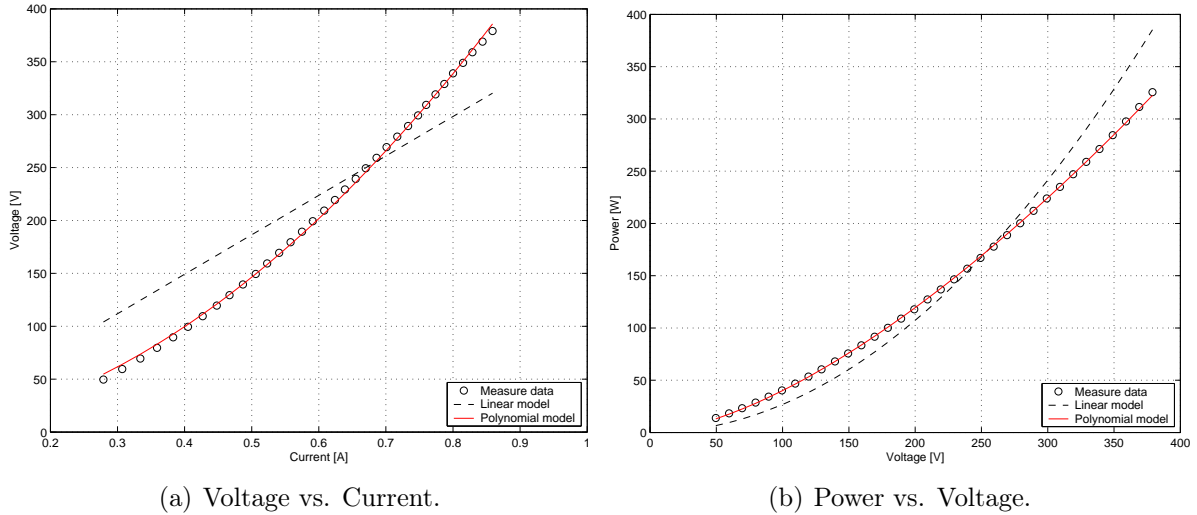 400
350
300
250
200
150
100
50
0
0.2 0.3 0.4 0.5 0.6 0.7 0.8 0.9 1
Voltage [V]
Current [A]
Measure data
Linear model
Polynomial model
(a) Voltage vs. Current.
400
350
300
250
200
150
100
50
0
0 50 100 150 200 250 300 350 400
Power [W]
Voltage [V]
Measure data
Linear model
Polynomial model
(b) Power vs. Voltage.